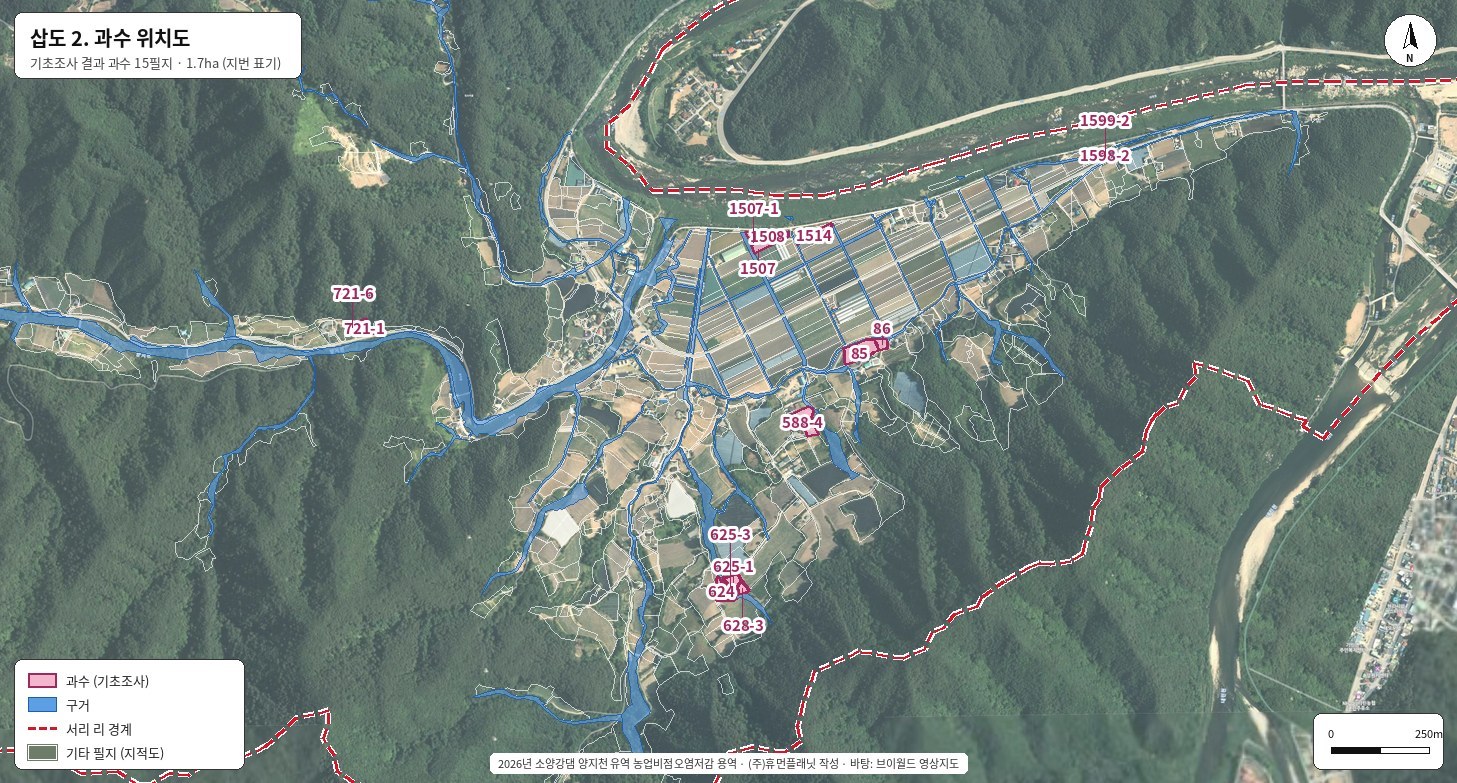 삽도 2. 과수 위치도
기초조사 결과 과수 15필지 · 1.7ha (지번 표기)
N
1599-2
1598-2
1507-1
1508
1514
1507
721-6
721-1
86
85
588-4
625-3
625-1
624
628-3
과수 (기초조사)
구거
서리 리 경계
기타 필지 (지적도)
0 250m
2026년 소양강댐 양지천 유역 농업비점오염저감 용역 · (주)휴먼플래닛 작성 · 바탕: 브이월드 영상지도